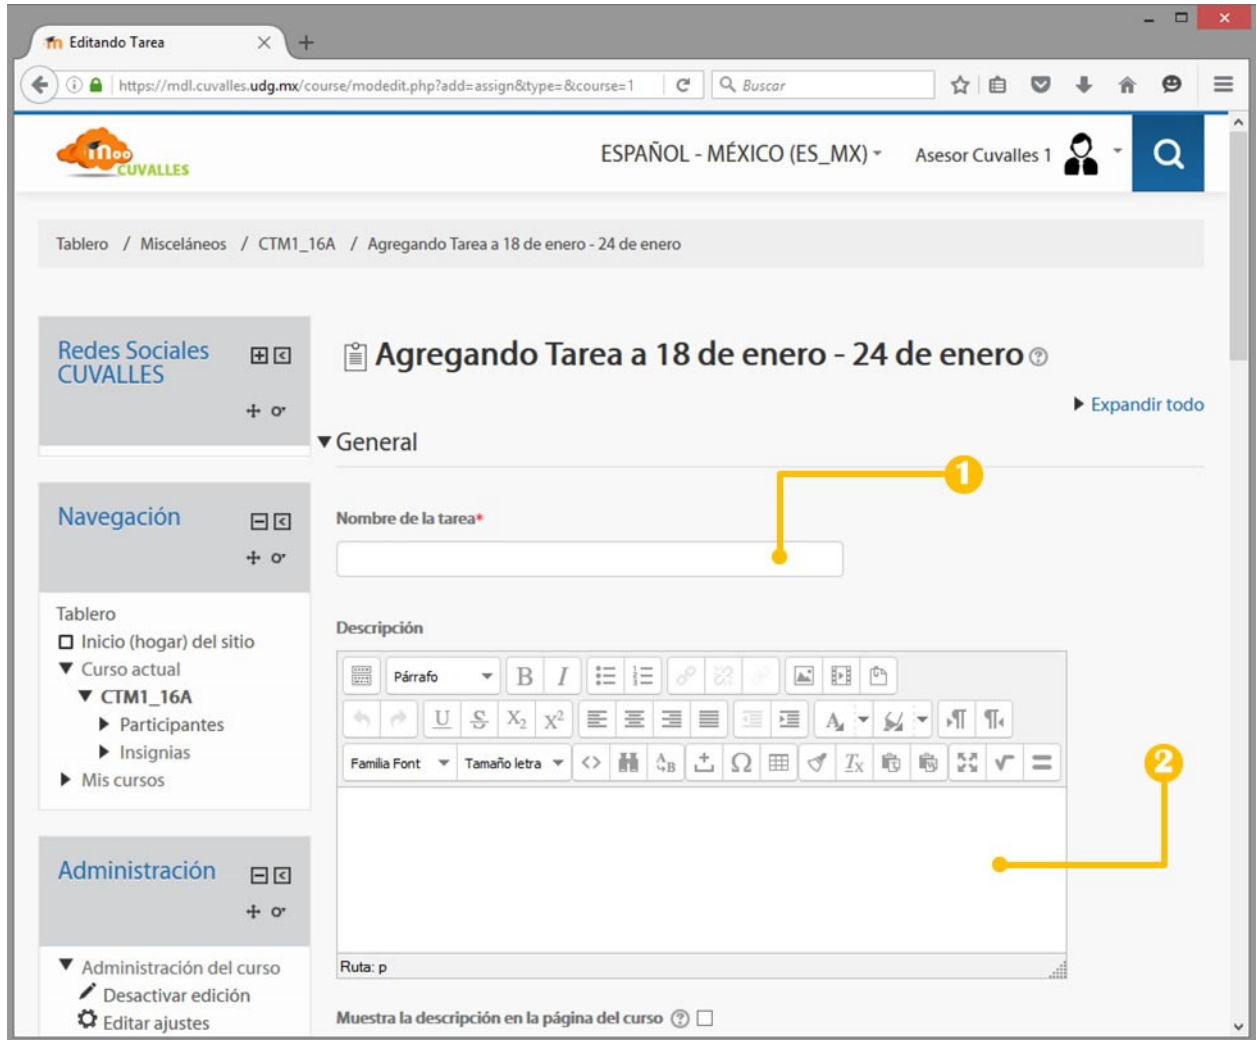 Editando Tarea
https://mdl.cuvalles.udg.mx/course/modedit.php?add=assign&type=&course=1
Buscar
moo CUVALLES
ESPAÑOL - MÉXICO (ES_MX)
Asesor Cuvalles 1
Tablero / Misceláneos / CTM1_16A / Agregando Tarea a 18 de enero - 24 de enero
Redes Sociales
CUVALLES
Agregando Tarea a 18 de enero - 24 de enero
Expandir todo
General
1
Navegación
Nombre de la tarea*
Tablero
Inicio (hogar) del sitio
Curso actual
CTM1_16A
Participantes
Insignias
Mis cursos
Descripción
Párrafo
Familia Font
Tamaño letra
2
Ruta: p
Administración
Administración del curso
Desactivar edición
Editar ajustes
Muestra la descripción en la página del curso